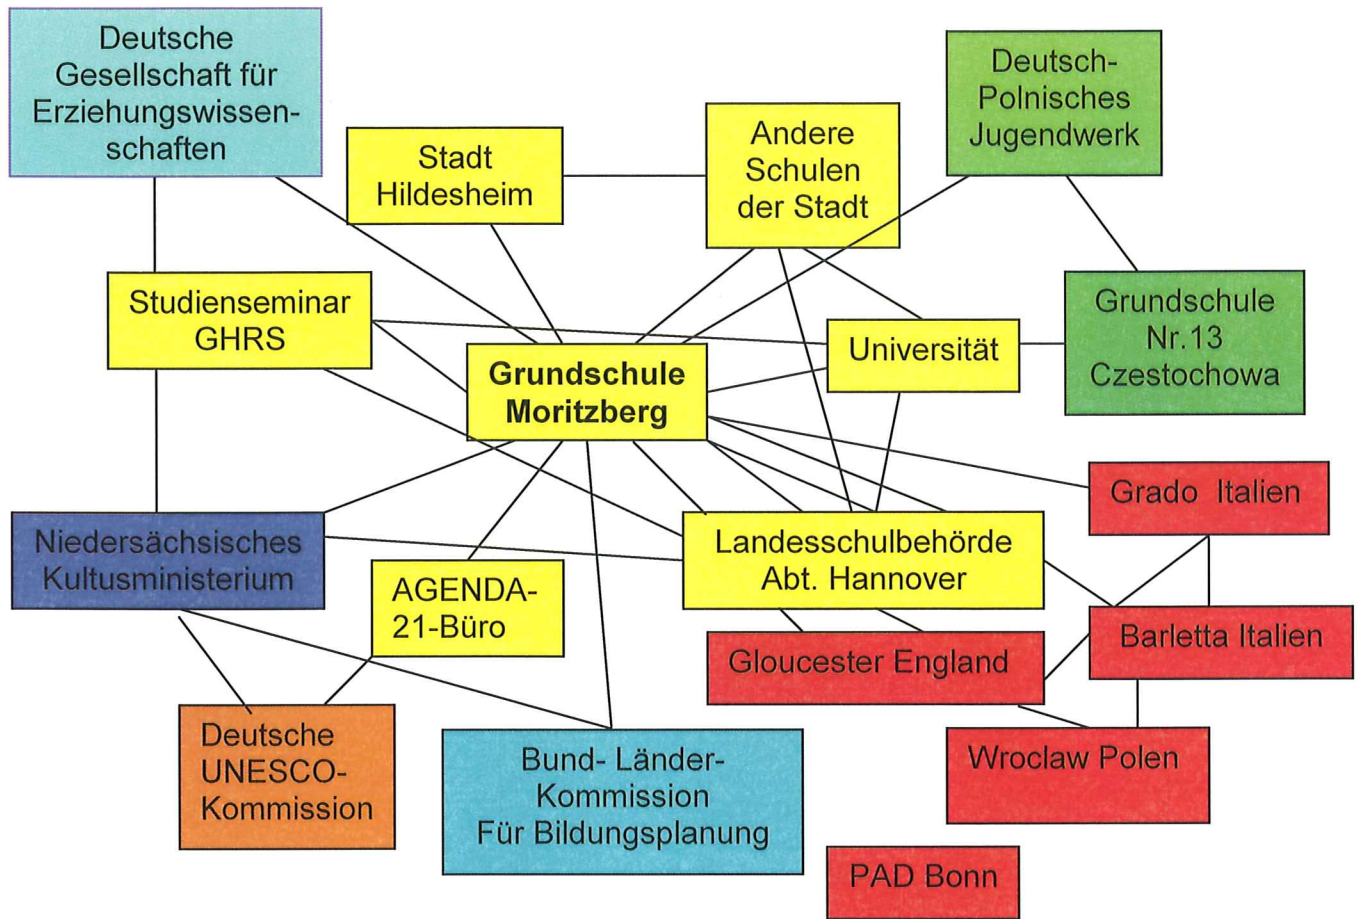 Deutsche
Gesellschaft für
Erziehungswissen-
schaften
Deutsch-
Polnisches
Jugendwerk
Stadt
Hildesheim
Andere
Schulen
der Stadt
Studienseminar
GHRS
Grundschule
Moritzberg
Universität
Grundschule
Nr.13
Czestochowa
Grado Italien
Niedersächsisches
Kultusministerium
AGENDA-
21-Büro
Landesschulbehörde
Abt. Hannover
Gloucester England
Barletta Italien
Deutsche
UNESCO-
Kommission
Bund- Länder-
Kommission
Für Bildungsplanung
Wroclaw Polen
PAD Bonn